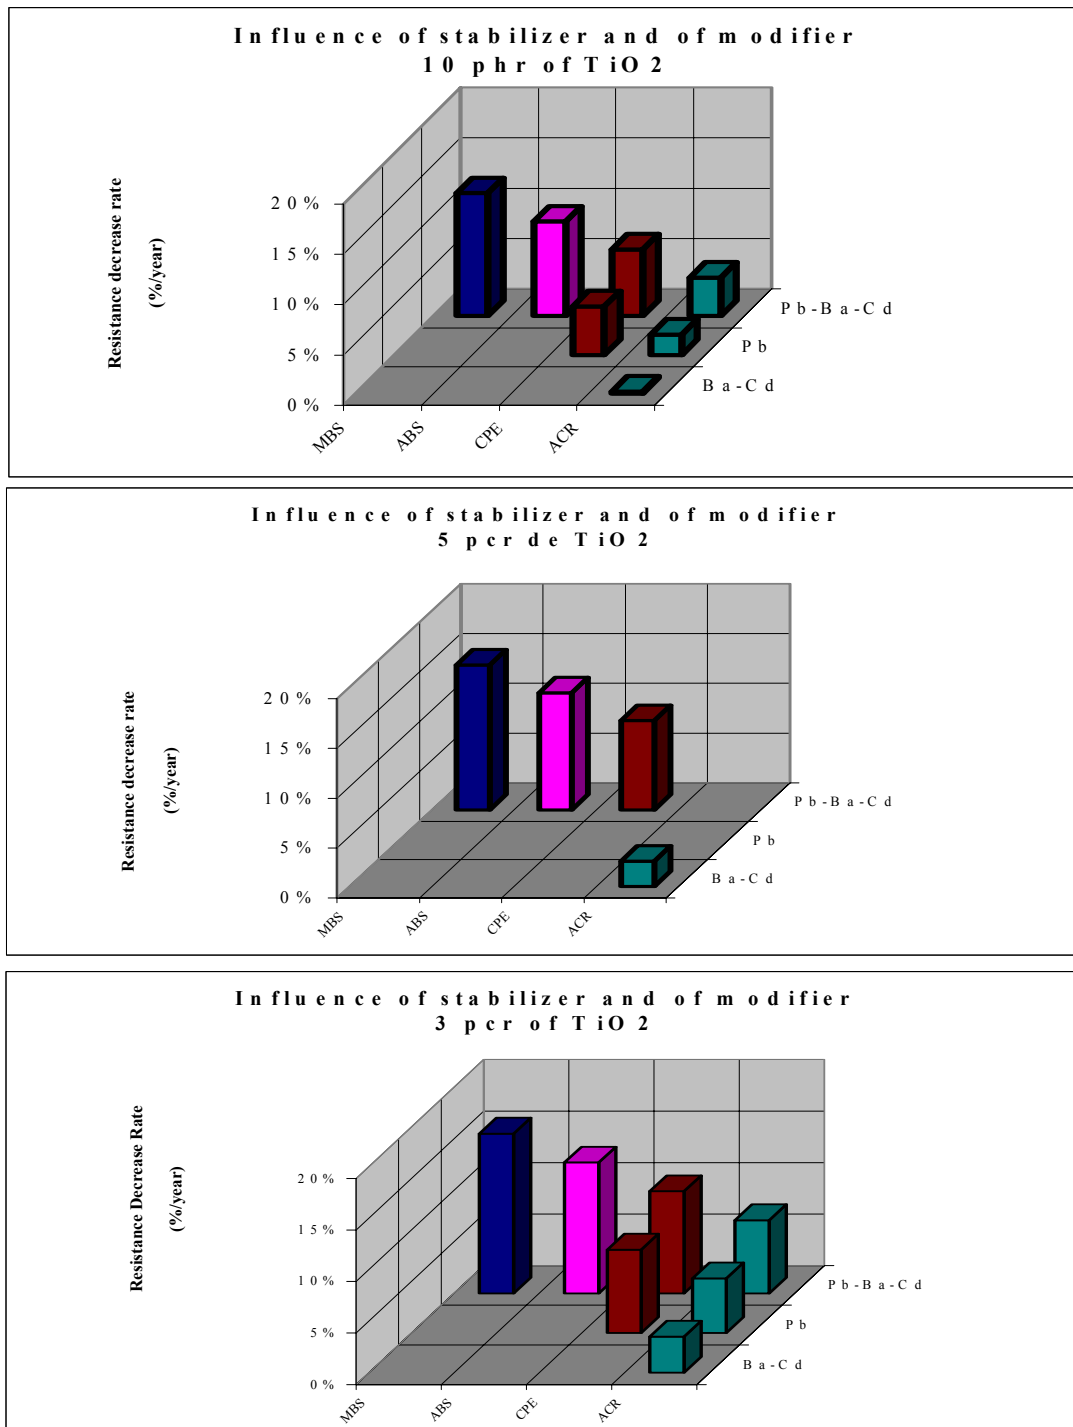 Influence of stabilizer and of modifier
10 phr of TiO2
Resistance decrease rate
(%/year)
20%
15%
10%
5%
0%
MBS
ABS
CPE
ACR
Pb-Ba-Cd
Pb
Ba-Cd
Influence of stabilizer and of modifier
5 pcr de TiO2
Resistance decrease rate
(%/year)
20%
15%
10%
5%
0%
MBS
ABS
CPE
ACR
Pb-Ba-Cd
Pb
Ba-Cd
Influence of stabilizer and of modifier
3 pcr of TiO2
Resistance Decrease Rate
(%/year)
20%
15%
10%
5%
0%
MBS
ABS
CPE
ACR
Pb-Ba-Cd
Pb
Ba-Cd